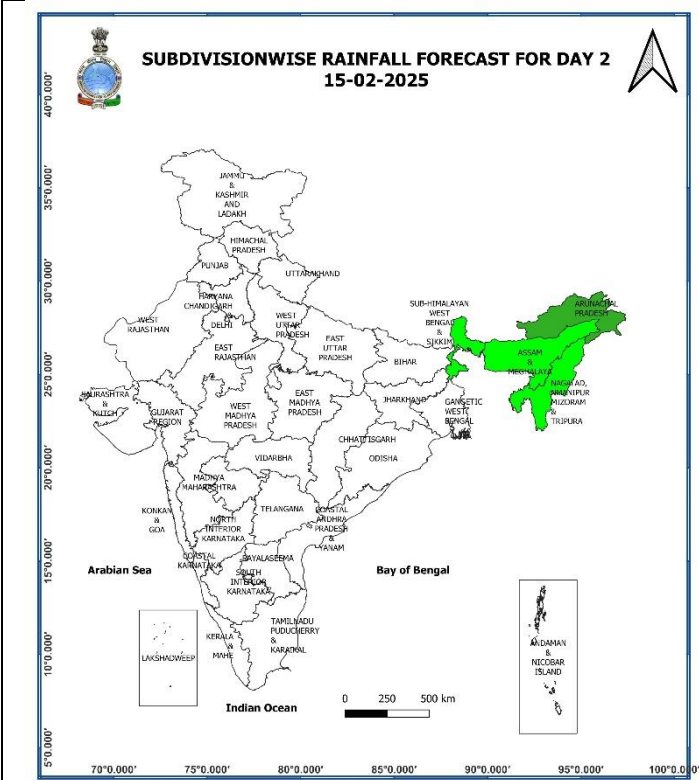 SUBDIVISIONWISE RAINFALL FORECAST FOR DAY 2
15-02-2025
40°0.000'
35°0.000'
30°0.000'
25°0.000'
20°0.000'
15°0.000'
10°0.000'
5°0.000'
JAMMU
&
KASHMIR
AND
LADAKH
HIMACHAL
PRADESH
PUNJAB
UTTARAKHAND
HARYANA
CHANDIGARH
&
DELHI
WEST
RAJASTHAN
WEST
UTTAR
PRADESH
EAST
UTTAR
PRADESH
EAST
RAJASTHAN
SUB-HIMALAYAN
WEST
BENGAL
&
SIKKIM
ARUNACHAL
PRADESH
ASSAM
&
MEGHALAYA
BIHAR
SAURASHTRA
&
KUTCH
GUJARAT
REGION
WEST
MADHYA
PRADESH
EAST
MADHYA
PRADESH
JHARKHAND
GANGETIC
WEST
BENGAL
MANIPUR
MIZORAM
&
TRIPURA
CHHATTISGARH
ODISHA
VIDARBHA
MADHYA
MAHARASHTRA
KONKAN
&
GOA
NORTH
INTERIOR
KARNATAKA
TELANGANA
COASTAL
ANDHRA
PRADESH
&
YANAM
COASTAL
KARNATAKA
RAYALASEEMA
SOUTH
INTERIOR
KARNATAKA
Arabian Sea
Bay of Bengal
LAKSHADWEEP
KERALA
&
MAHE
TAMILNADU
PUDUCHERRY
&
KARAIKAL
ANDAMAN
&
NICOBAR
ISLAND
Indian Ocean
0 250 500 km
70°0.000' 75°0.000' 80°0.000' 85°0.000' 90°0.000' 95°0.000' 100°0.000'